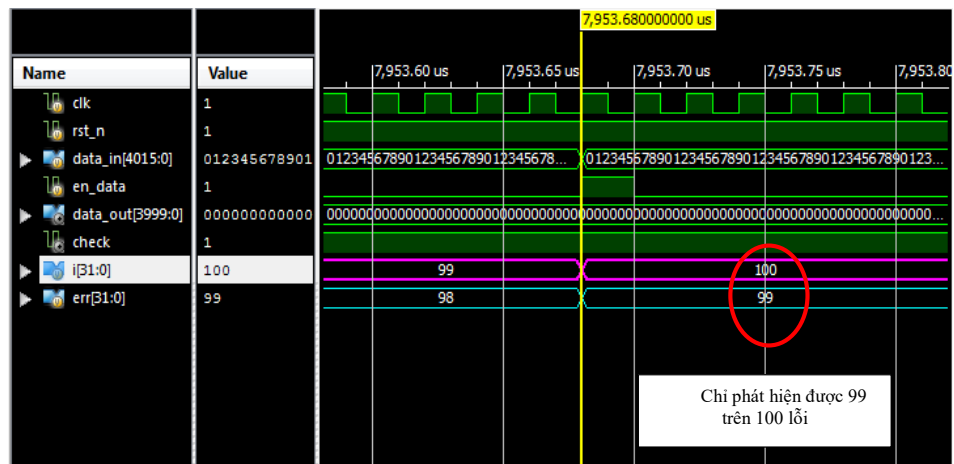 7,953.680000000 us
Name Value 7,953.60 us 7,953.65 us 7,953.70 us 7,953.75 us 7,953.80
clk 1
rst_n 1
data_in[4015:0] 012345678901 01234567890123456789012345678... 01234567890123456789012345678901234567890123...
en_data 1
data_out[3999:0] 000000000000 000000000000000000000000000000000000000000000000000000000000000000000000...
check 1
i[31:0] 100 99 100
err[31:0] 99 98 99
Chỉ phát hiện được 99
trên 100 lỗi